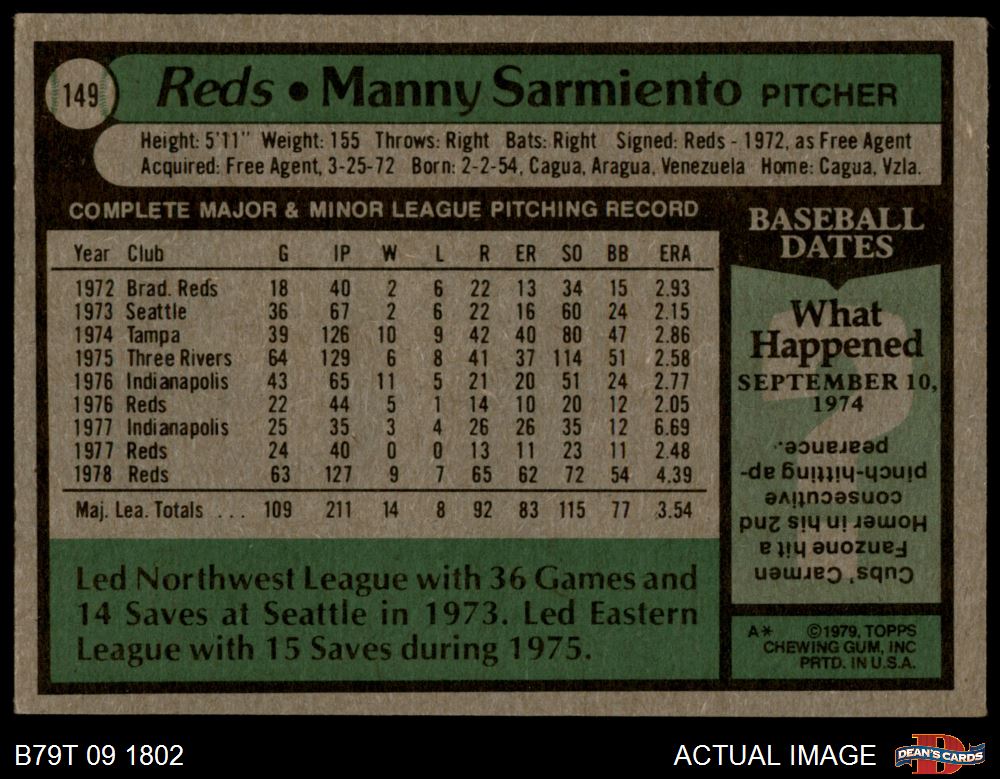 149 Reds • Manny Sarmiento PITCHER
Height: 5'11" Weight: 155 Throws: Right Bats: Right Signed: Reds - 1972, as Free Agent
Acquired: Free Agent, 3-25-72 Born: 2-2-54, Cagua, Aragua, Venezuela Home: Cagua, Vzla.
COMPLETE MAJOR & MINOR LEAGUE PITCHING RECORD
Year Club G IP W L R ER SO BB ERA
1972 Brad. Reds 18 40 2 6 22 13 34 15 2.93
1973 Seattle 36 67 2 6 22 16 60 24 2.15
1974 Tampa 39 126 10 9 42 40 80 47 2.86
1975 Three Rivers 64 129 6 8 41 37 114 51 2.58
1976 Indianapolis 43 65 11 5 21 20 51 24 2.77
1976 Reds 22 44 5 1 14 10 20 12 2.05
1977 Indianapolis 25 35 3 4 26 26 35 12 6.69
1977 Reds 24 40 0 0 13 11 23 11 2.48
1978 Reds 63 127 9 7 65 62 72 54 4.39
Maj. Lea. Totals ... 109 211 14 8 92 83 115 77 3.54
Led Northwest League with 36 Games and
14 Saves at Seattle in 1973. Led Eastern
League with 15 Saves during 1975.
BASEBALL
DATES
What
Happened
SEPTEMBER 10,
1974
Cubs' Carmen
Fanzone hit a
Homer in his 2nd
consecutive
pinch-hitting ap-
pearance.
A* ©1979, TOPPS
CHEWING GUM, INC
PRTD. IN U.S.A.
B79T 09 1802
ACTUAL IMAGE
DEAN'S CARDS